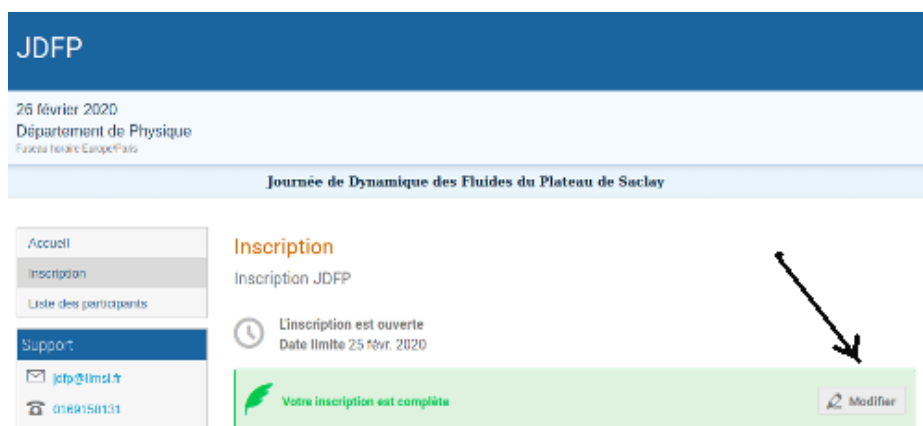 JDFP
26 février 2020
Département de Physique
Fuseau horaire Europe/Paris
Journée de Dynamique des Fluides du Plateau de Saclay
Accueil
Inscription
Liste des participants
Support
jdfp@limsi.fr
0169158131
Inscription
Inscription JDFP
L'inscription est ouverte
Date limite 25 févr. 2020
Votre inscription est complète
Modifier